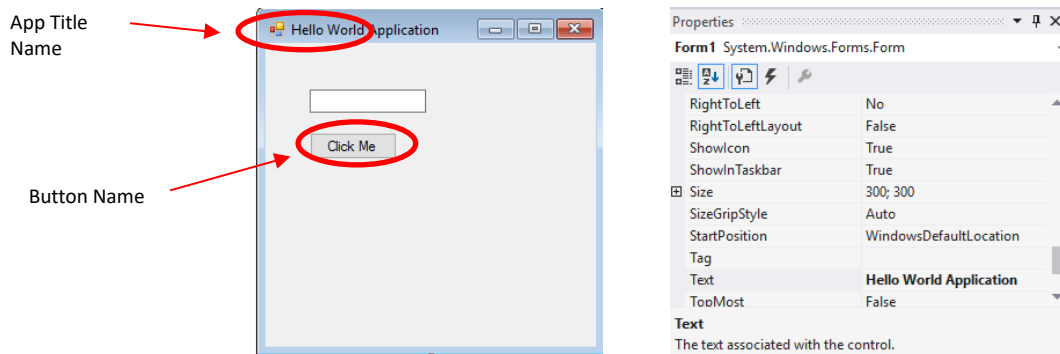 App Title
Name
Hello World Application
Click Me
Button Name
Properties
Form1 System.Windows.Forms.Form
RightToLeft No
RightToLeftLayout False
ShowIcon True
ShowInTaskbar True
Size 300; 300
SizeGripStyle Auto
StartPosition WindowsDefaultLocation
Tag
Text Hello World Application
TopMost False
Text
The text associated with the control.